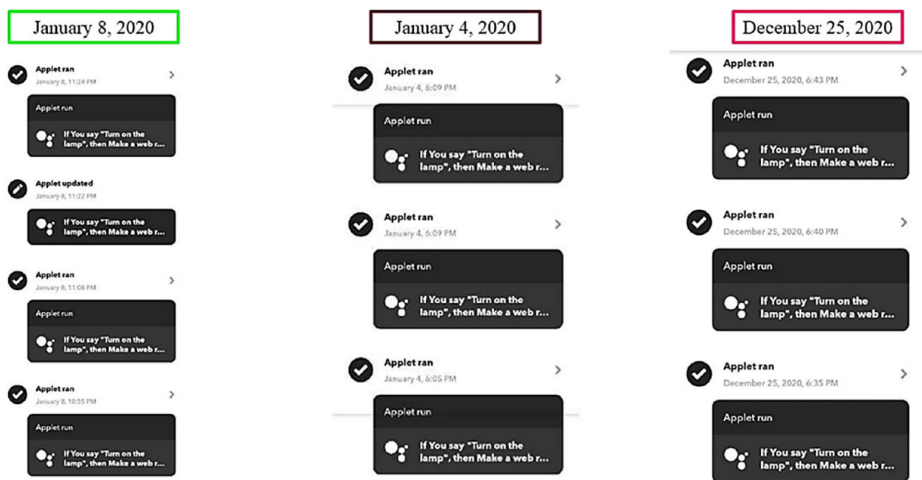 January 8, 2020
Applet ran
January 8, 11:24 PM
Applet run
If You say "Turn on the
lamp", then Make a web r...
Applet updated
January 8, 11:22 PM
If You say "Turn on the
lamp", then Make a web r...
Applet ran
January 8, 11:08 PM
Applet run
If You say "Turn on the
lamp", then Make a web r...
Applet ran
January 8, 10:55 PM
Applet run
If You say "Turn on the
lamp", then Make a web r...
January 4, 2020
Applet ran
January 4, 6:09 PM
Applet run
If You say "Turn on the
lamp", then Make a web r...
Applet ran
January 4, 6:09 PM
Applet run
If You say "Turn on the
lamp", then Make a web r...
Applet ran
January 4, 6:05 PM
Applet run
If You say "Turn on the
lamp", then Make a web r...
December 25, 2020
Applet ran
December 25, 2020, 6:43 PM
Applet run
If You say "Turn on the
lamp", then Make a web r...
Applet ran
December 25, 2020, 6:40 PM
Applet run
If You say "Turn on the
lamp", then Make a web r...
Applet ran
December 25, 2020, 6:35 PM
Applet run
If You say "Turn on the
lamp", then Make a web r...